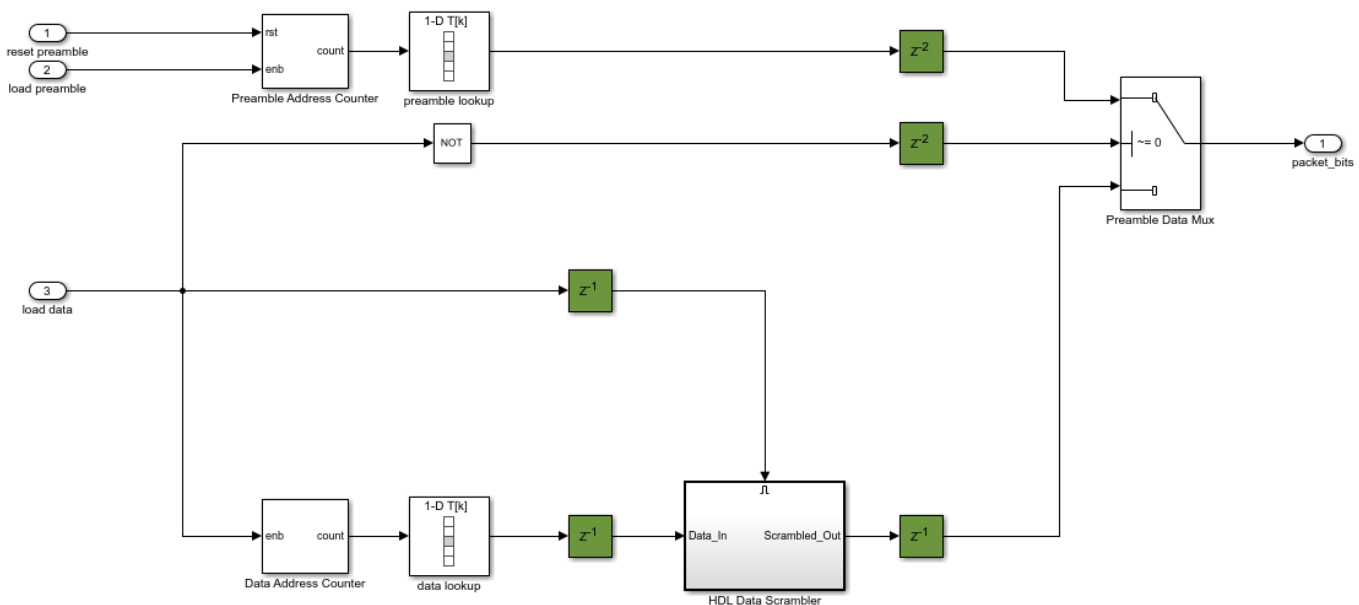 1
reset preamble
2
load preamble
rst
enb
count
Preamble Address Counter
1-D T[k]
preamble lookup
z-2
NOT
z-2
~= 0
Preamble Data Mux
1
packet_bits
3
load data
z-1
enb
count
Data Address Counter
1-D T[k]
data lookup
z-1
Data_In
Scrambled_Out
HDL Data Scrambler
z-1